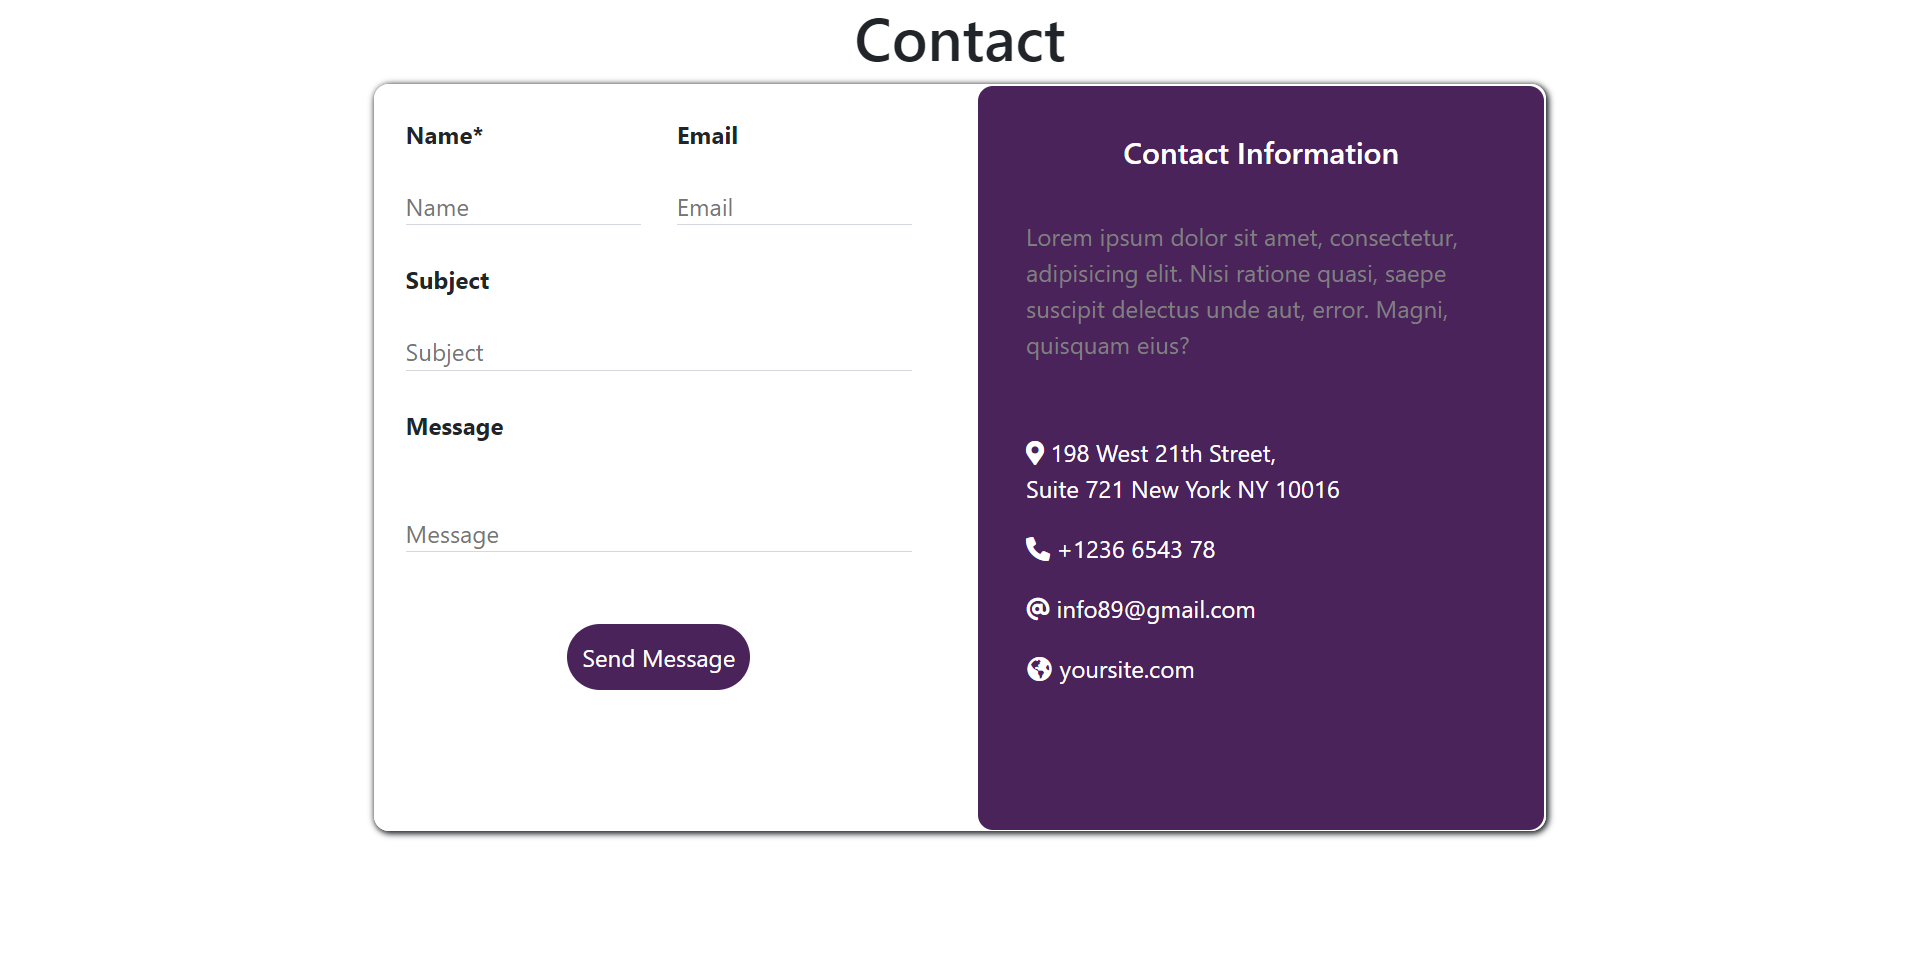 Contact
Name*
Email
Name
Email
Subject
Subject
Message
Message
Send Message
Contact Information
Lorem ipsum dolor sit amet, consectetur,
adipisicing elit. Nisi ratione quasi, saepe
suscipit delectus unde aut, error. Magni,
quisquam eius?
198 West 21th Street,
Suite 721 New York NY 10016
+1236 6543 78
info89@gmail.com
yoursite.com